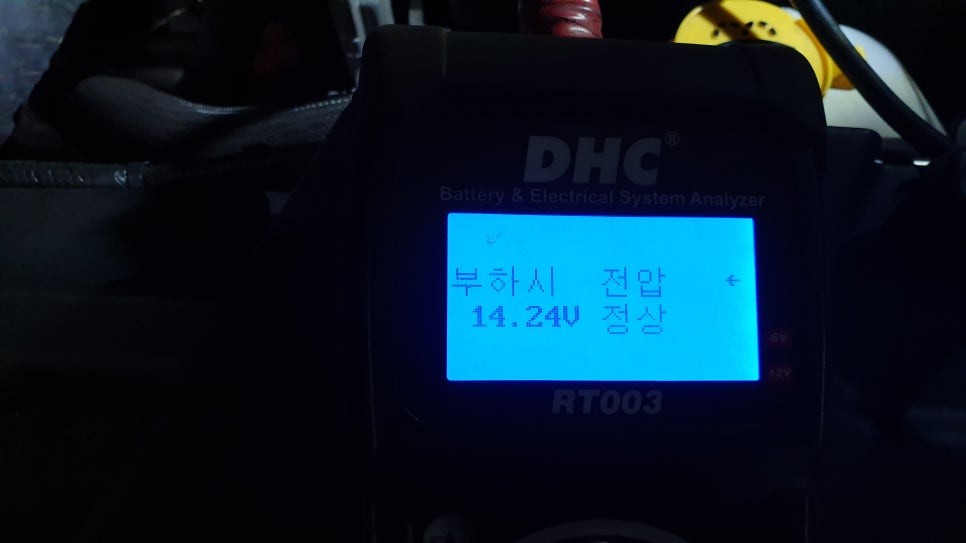 DHC®
Battery & Electrical System Analyzer
부하시 전압 ←
14.24V 정상
6V
12V
RT003